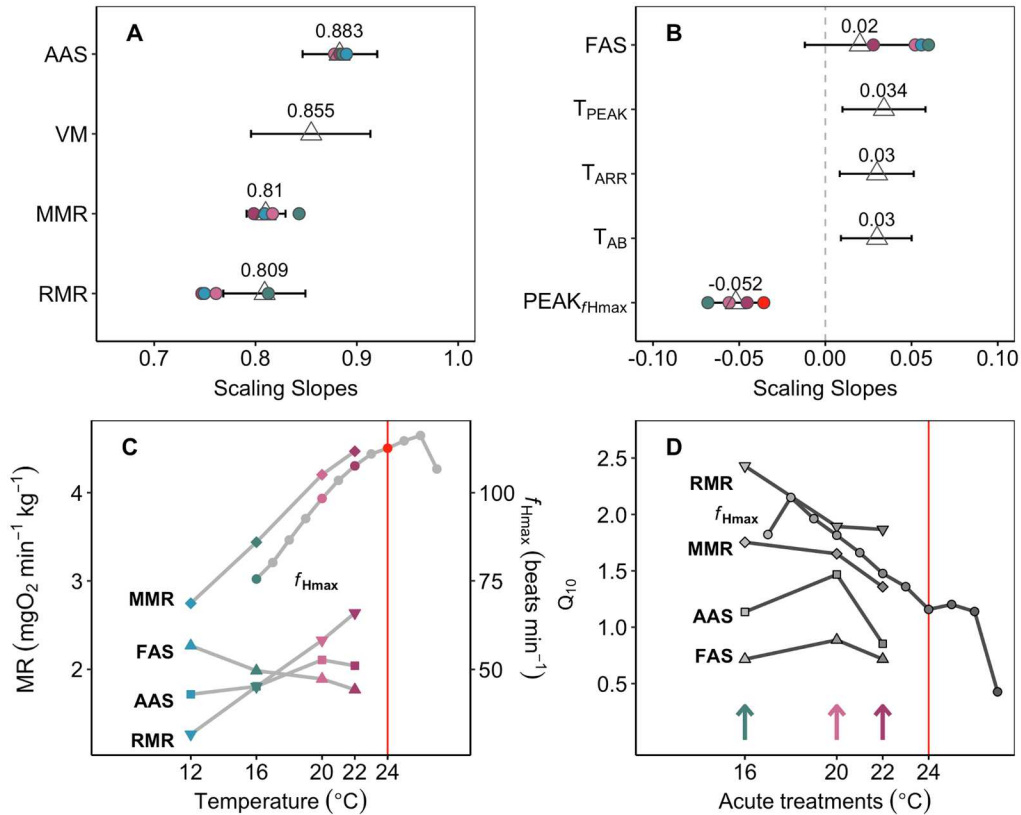 A
AAS
0.883
VM
0.855
MMR
0.81
RMR
0.809
0.7 0.8 0.9 1.0
Scaling Slopes
B
FAS
0.02
TPEAK
0.034
TARR
0.03
TAB
0.03
PEAKfHmax
-0.052
-0.10 -0.05 0.00 0.05 0.10
Scaling Slopes
C
MR (mgO2 min−1 kg−1)
4
3
2
MMR
FAS
AAS
RMR
fHmax
100
75
50
fHmax (beats min−1)
12 16 20 22 24
Temperature (°C)
D
Q10
2.5
2.0
1.5
1.0
0.5
RMR
fHmax
MMR
AAS
FAS
16 20 22 24
Acute treatments (°C)